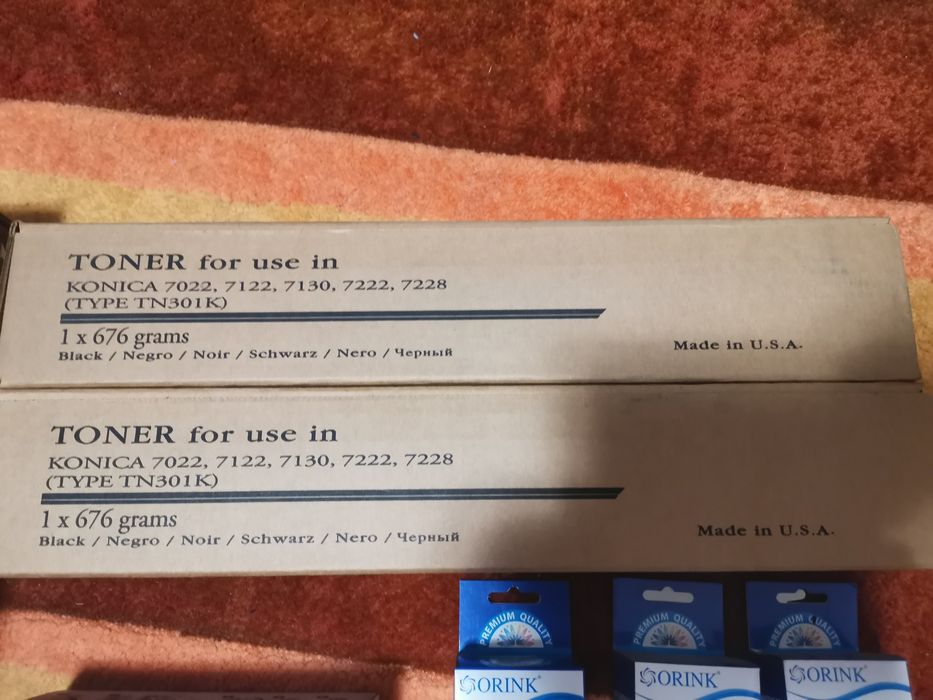 TONER for use in
KONICA 7022, 7122, 7130, 7222, 7228
(TYPE TN301K)
1 x 676 grams
Black / Negro / Noir / Schwarz / Nero / Черный
Made in U.S.A.
TONER for use in
KONICA 7022, 7122, 7130, 7222, 7228
(TYPE TN301K)
1 x 676 grams
Black / Negro / Noir / Schwarz / Nero / Черный
Made in U.S.A.
PREMIUM QUALITY
PREMIUM QUALITY
PREMIUM QUALITY
ORINK®
ORINK®
ORINK®